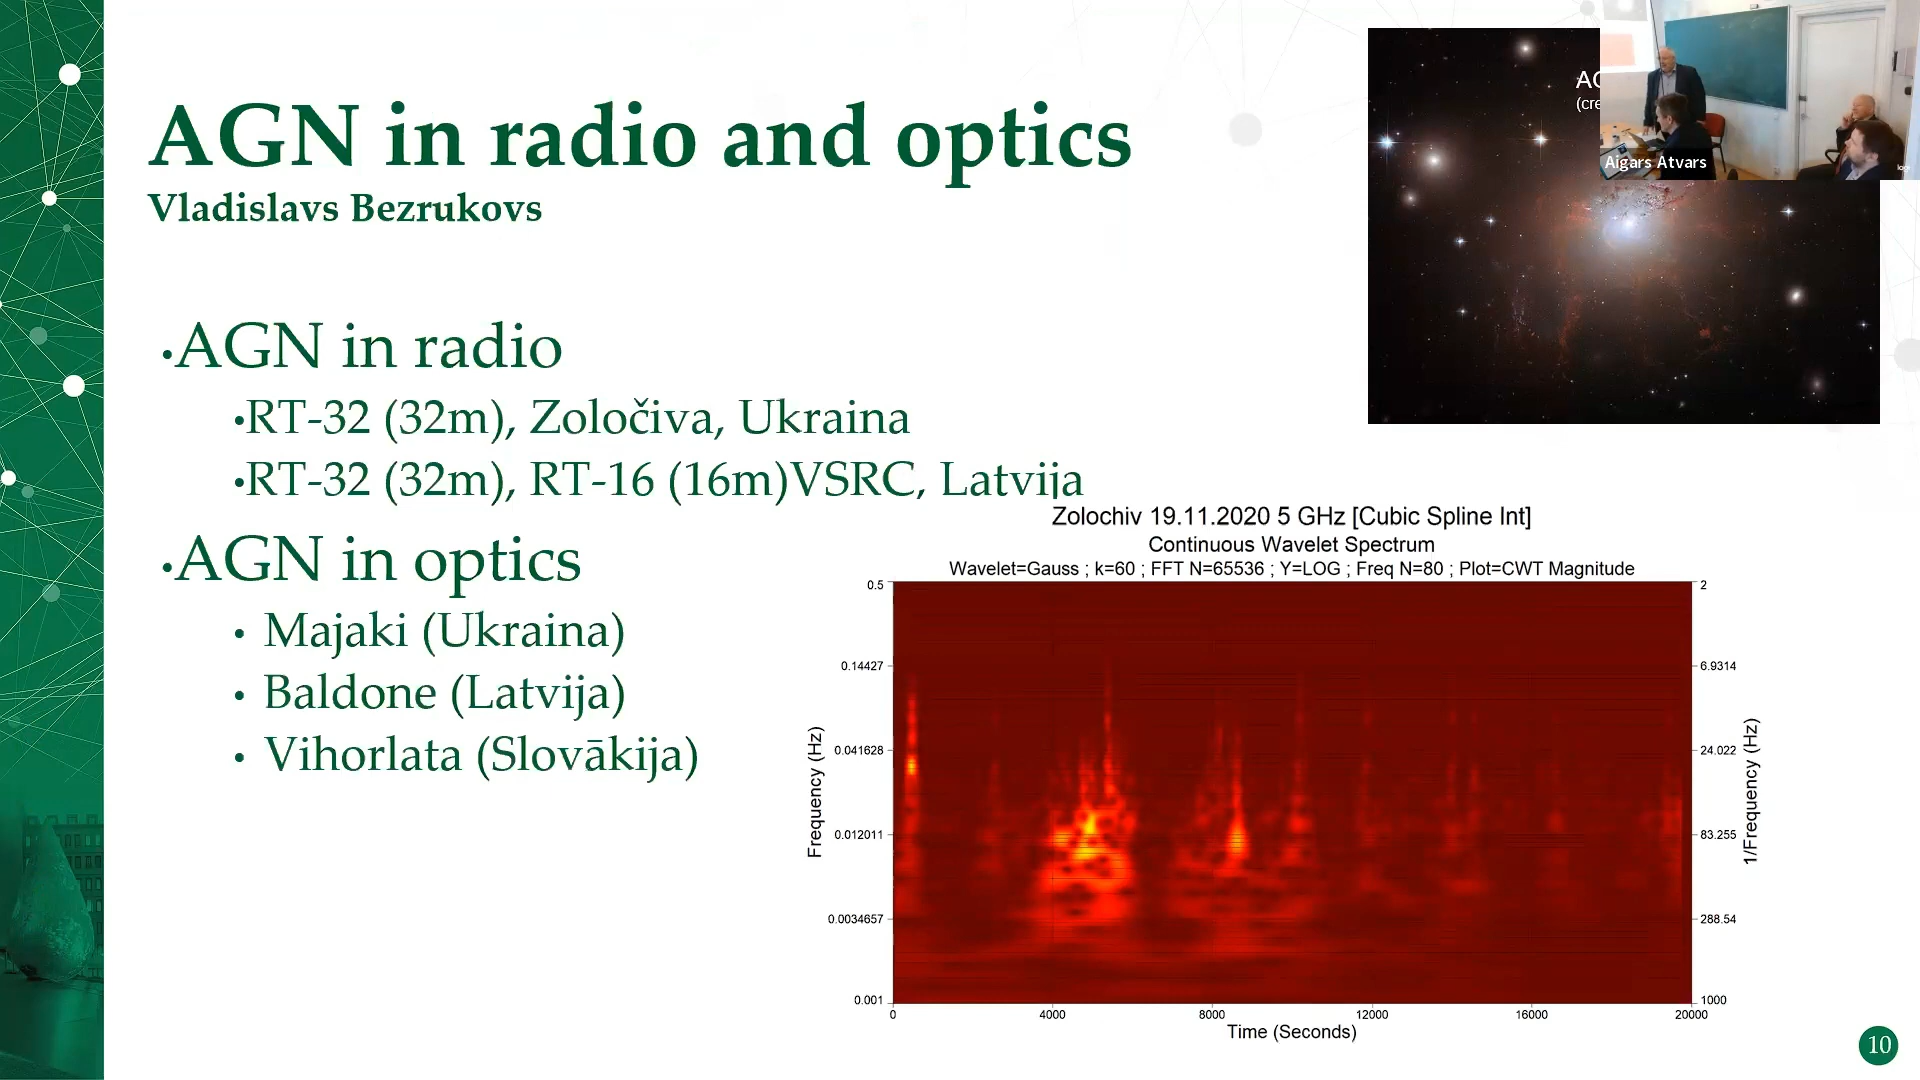 AGN in radio and optics
Vladislavs Bezrukovs
•AGN in radio
•RT-32 (32m), Zoločiva, Ukraina
•RT-32 (32m), RT-16 (16m)VSRC, Latvija
•AGN in optics
• Majaki (Ukraina)
• Baldone (Latvija)
• Vihorlata (Slovākija)
Aigars Atvars
Zolochiv 19.11.2020 5 GHz [Cubic Spline Int]
Continuous Wavelet Spectrum
Wavelet=Gauss ; k=60 ; FFT N=65536 ; Y=LOG ; Freq N=80 ; Plot=CWT Magnitude
0.5
0.14427
0.041628
0.012011
0.0034657
0.001
Frequency (Hz)
2
6.9314
24.022
83.255
288.54
1000
1/Frequency (Hz)
0 4000 8000 12000 16000 20000
Time (Seconds)
10